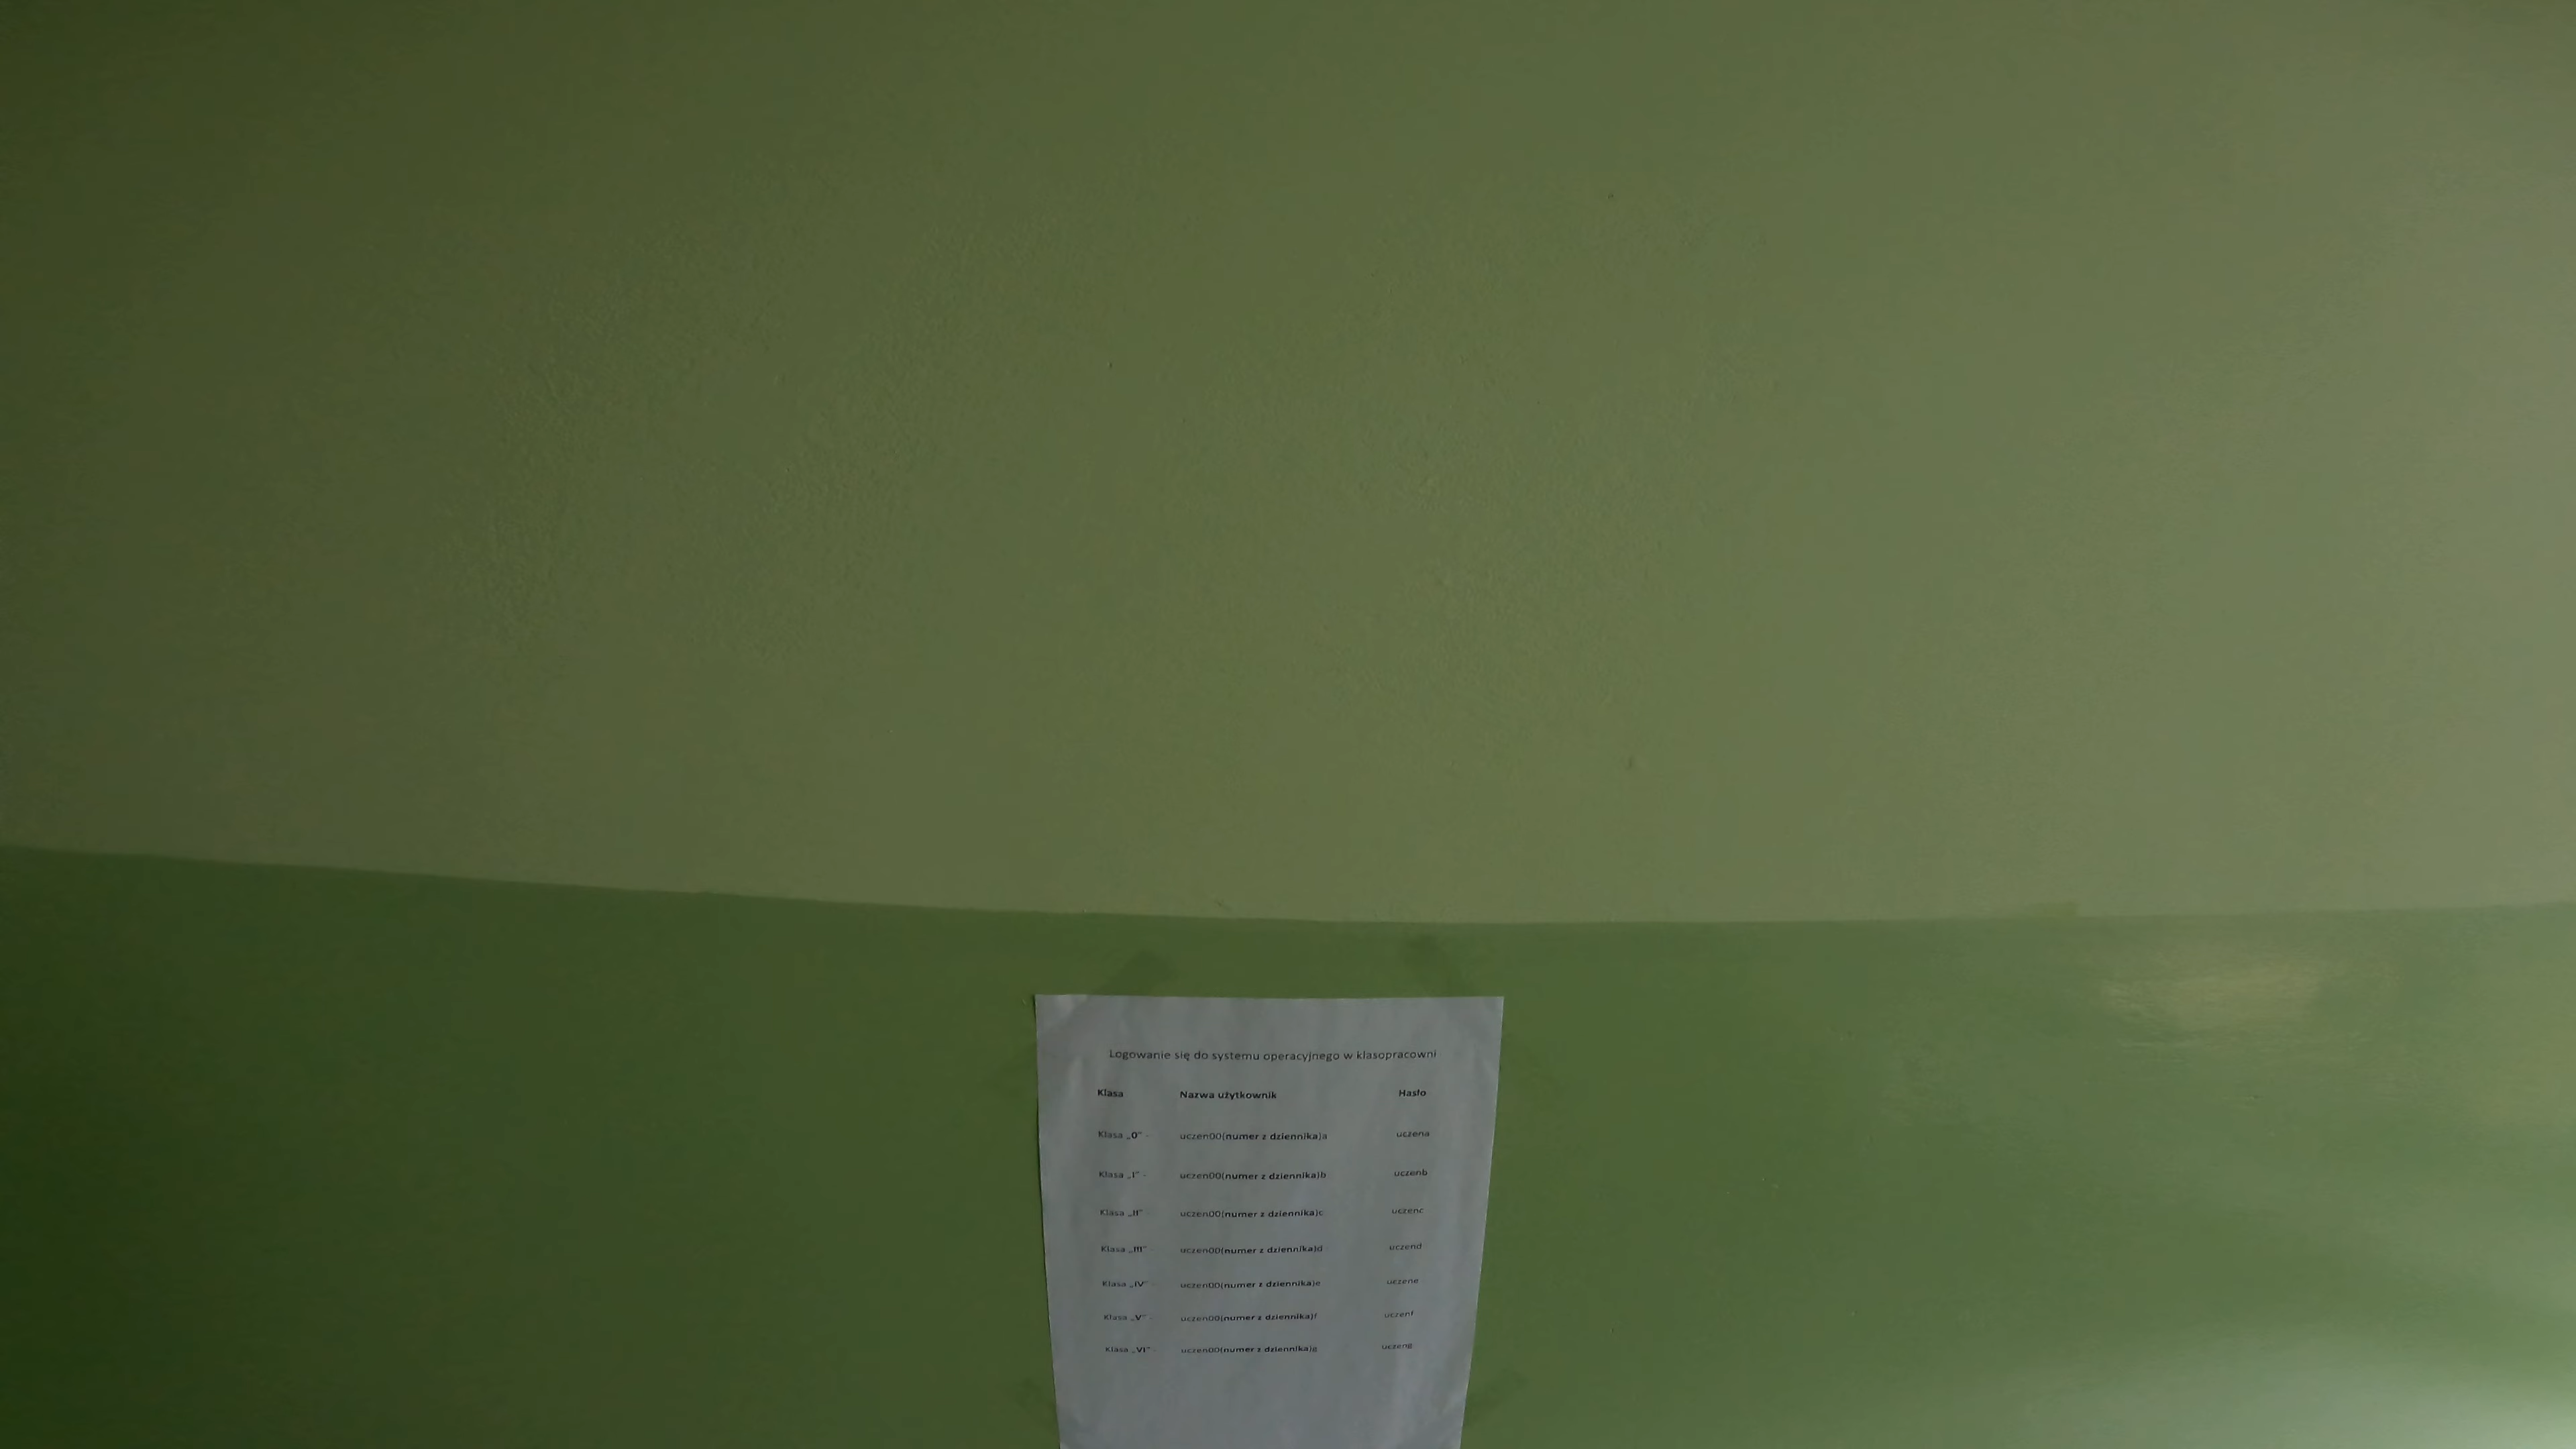 Logowanie się do systemu operacyjnego w klasopracowni
Klasa Nazwa użytkownik Hasło
Klasa „0" - uczen00(numer z dziennika)a uczena
Klasa „I" - uczen00(numer z dziennika)b uczenb
Klasa „II" - uczen00(numer z dziennika)c uczenc
Klasa „III" - uczen00(numer z dziennika)d uczend
Klasa „IV" - uczen00(numer z dziennika)e uczene
Klasa „V" - uczen00(numer z dziennika)f uczenf
Klasa „VI" - uczen00(numer z dziennika)g uczeng